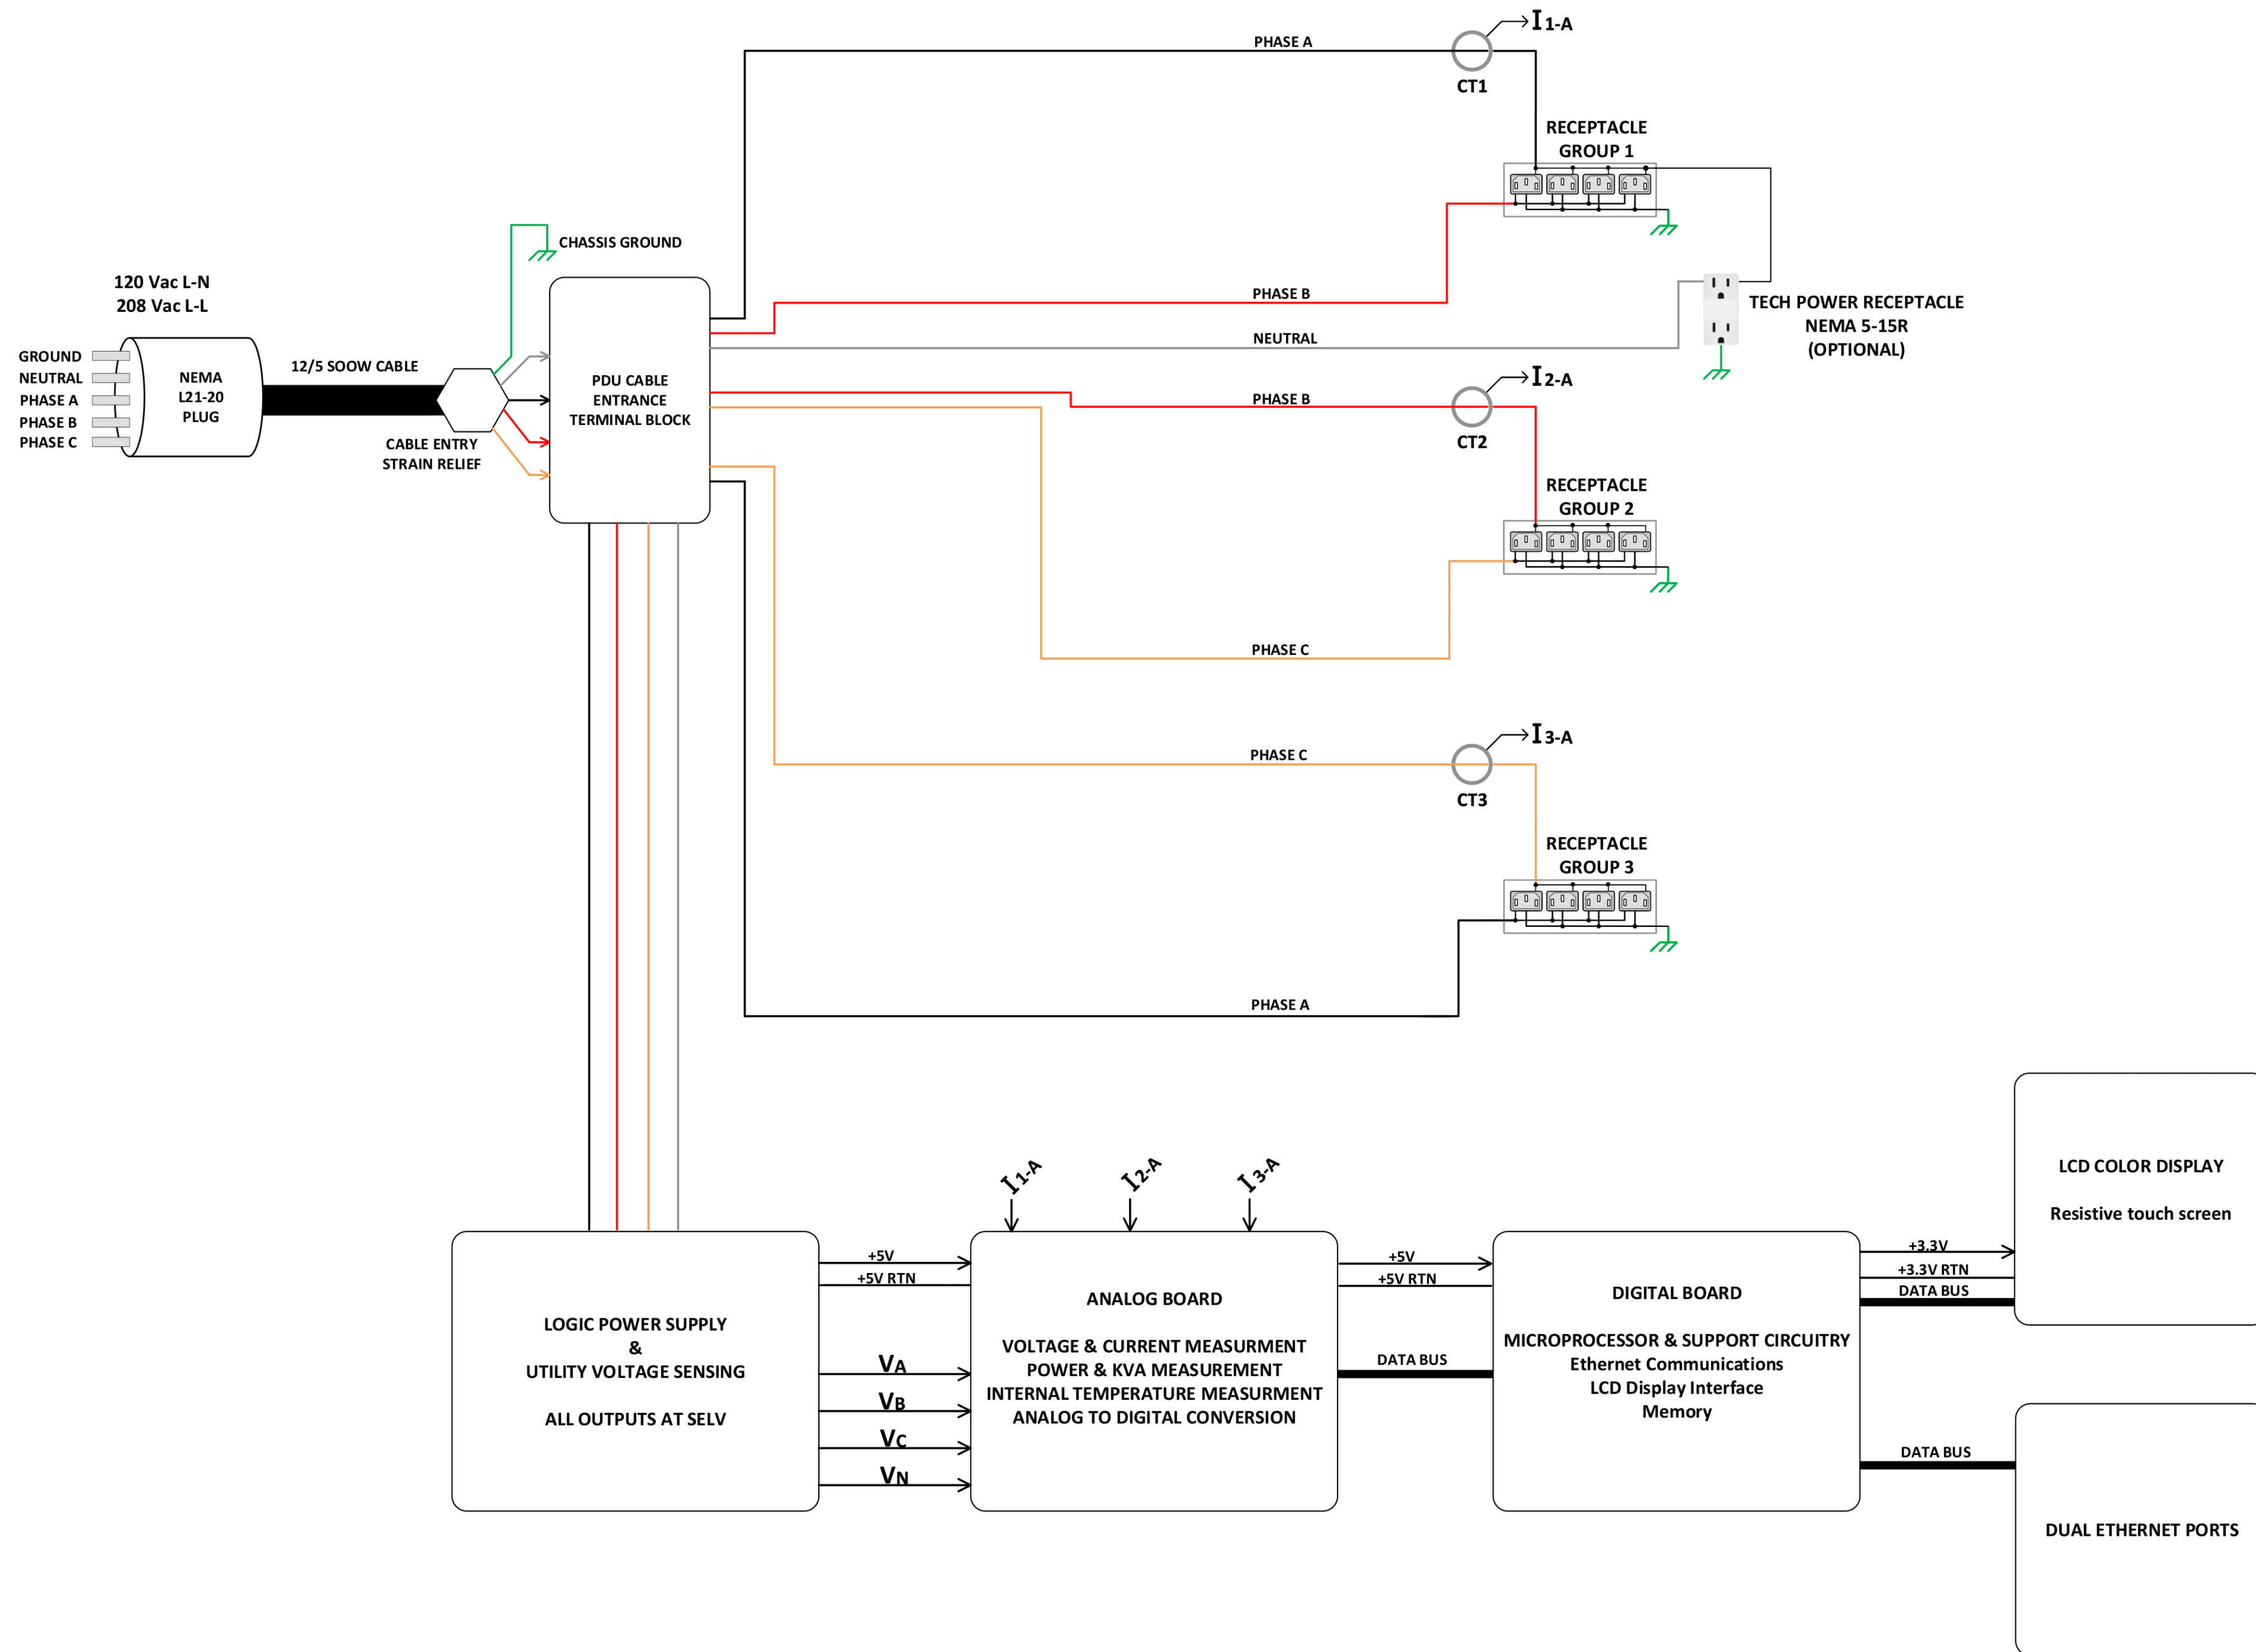 I1-A
PHASE A
CT1
RECEPTACLE
GROUP 1
CHASSIS GROUND
120 Vac L-N
208 Vac L-L
PHASE B
TECH POWER RECEPTACLE
NEMA 5-15R
(OPTIONAL)
NEUTRAL
GROUND
NEUTRAL
PHASE A
PHASE B
PHASE C
NEMA
L21-20
PLUG
12/5 SOOW CABLE
CABLE ENTRY
STRAIN RELIEF
PDU CABLE
ENTRANCE
TERMINAL BLOCK
I2-A
PHASE B
CT2
RECEPTACLE
GROUP 2
PHASE C
I3-A
PHASE C
CT3
RECEPTACLE
GROUP 3
PHASE A
LOGIC POWER SUPPLY
&
UTILITY VOLTAGE SENSING
ALL OUTPUTS AT SELV
+5V
+5V RTN
VA
VB
VC
VN
I1-A
I2-A
I3-A
ANALOG BOARD
VOLTAGE & CURRENT MEASURMENT
POWER & KVA MEASUREMENT
INTERNAL TEMPERATURE MEASURMENT
ANALOG TO DIGITAL CONVERSION
+5V
+5V RTN
DATA BUS
DIGITAL BOARD
MICROPROCESSOR & SUPPORT CIRCUITRY
Ethernet Communications
LCD Display Interface
Memory
+3.3V
+3.3V RTN
DATA BUS
DATA BUS
LCD COLOR DISPLAY
Resistive touch screen
DUAL ETHERNET PORTS